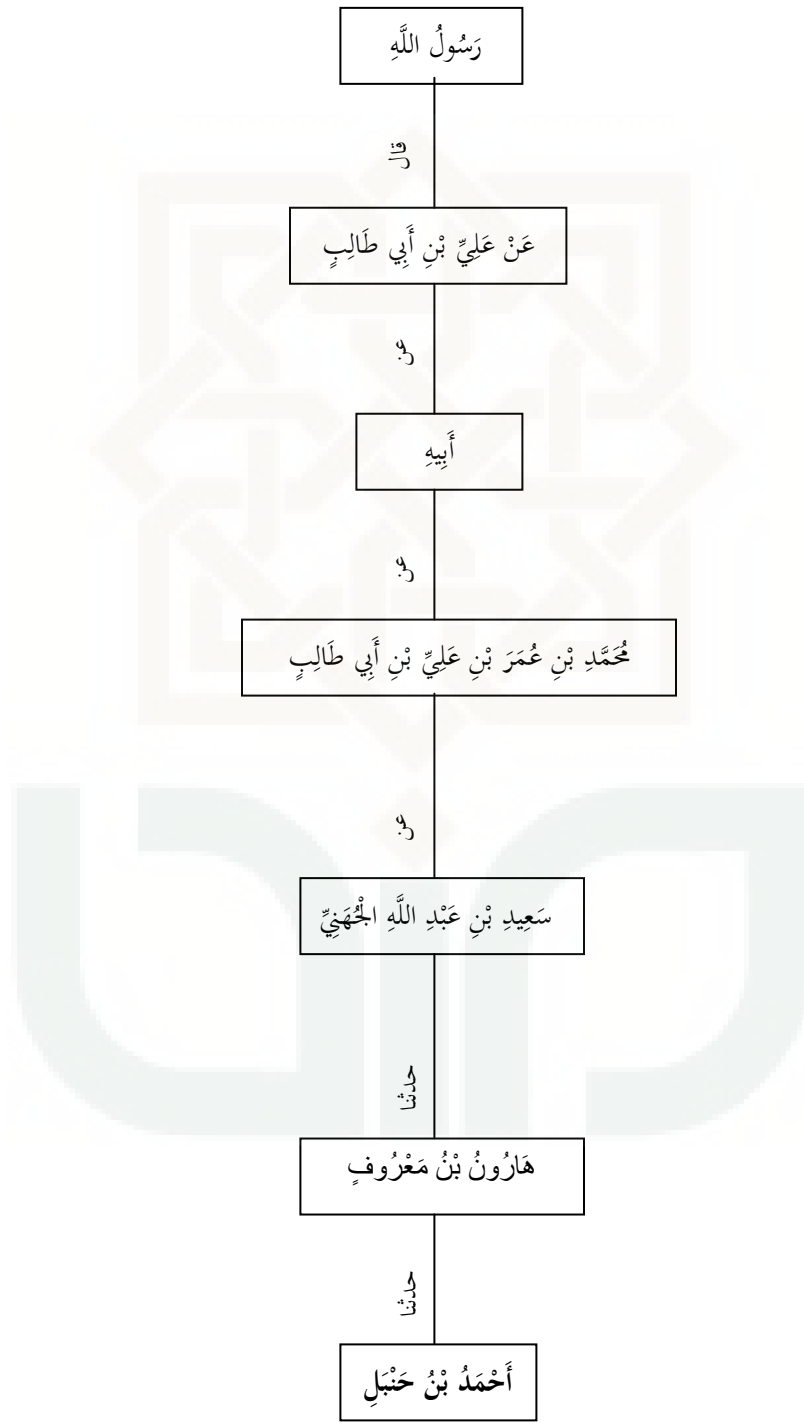 رَسُولُ اللَّهِ
قال
عَنْ عَلِيِّ بْنِ أَبِي طَالِبٍ
عن
أَبِيهِ
عن
مُحَمَّدِ بْنِ عُمَرَ بْنِ عَلِيِّ بْنِ أَبِي طَالِبٍ
عن
سَعِيدِ بْنِ عَبْدِ اللَّهِ الْجُهَنِيِّ
حدثنا
هَارُونُ بْنُ مَعْرُوفٍ
حدثنا
أَحْمَدُ بْنُ حَنْبَلِ